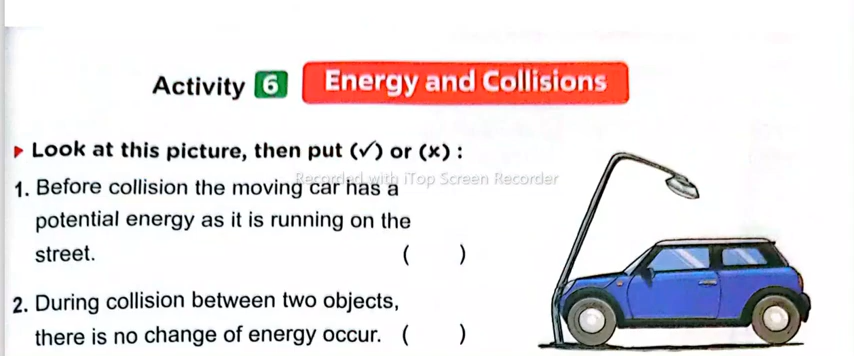 Activity 6 Energy and Collisions
▶ Look at this picture, then put (✓) or (×) :
Recorded with iTop Screen Recorder
1. Before collision the moving car has a
potential energy as it is running on the
street. ( )
2. During collision between two objects,
there is no change of energy occur. ( )